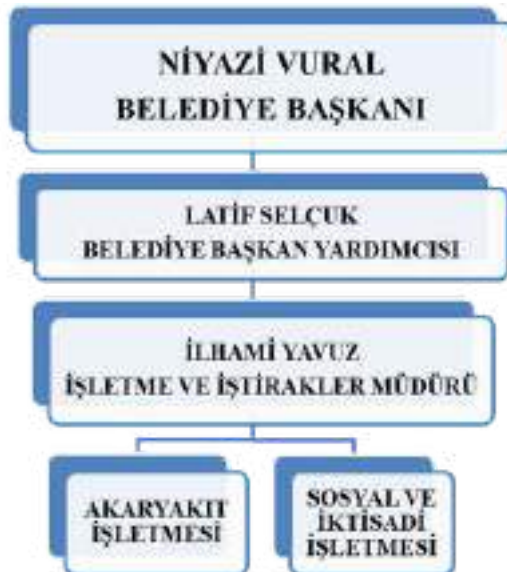 NİYAZİ VURAL
BELEDİYE BAŞKANI
LATİF SELÇUK
BELEDİYE BAŞKAN YARDIMCISI
İLHAMİ YAVUZ
İŞLETME VE İŞTİRAKLER MÜDÜRÜ
AKARYAKIT
İŞLETMESİ
SOSYAL VE
İKTİSADİ
İŞLETMESİ